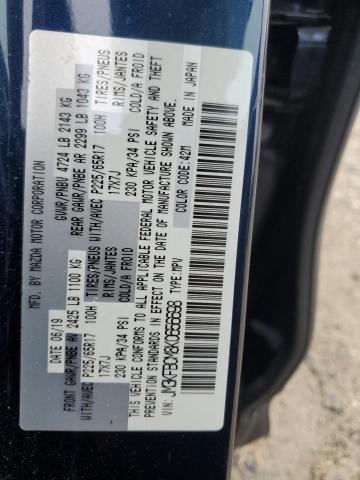 MFD. BY MAZDA MOTOR CORPORATION
DATE 06/19 GVWR/PNBV 4724 LB 2143 KG
FRONT GAWR/PNBE AV 2425 LB 1100 KG REAR GAWR/PNBE AR 2299 LB 1043 KG
WITH/AVEC P225/65R17 100H TIRES/PNEUS WITH/AVEC P225/65R17 100H TIRES/PNEUS
17X7J RIMS/JANTES 17X7J RIMS/JANTES
230 KPA/34 PSI COLD/A FROID 230 KPA/34 PSI COLD/A FROID
THIS VEHICLE CONFORMS TO ALL APPLICABLE FEDERAL MOTOR VEHICLE SAFETY AND THEFT
PREVENTION STANDARDS IN EFFECT ON THE DATE OF MANUFACTURE SHOWN ABOVE.
VIN: TYPE: MPV COLOR: 42M MADE IN JAPAN